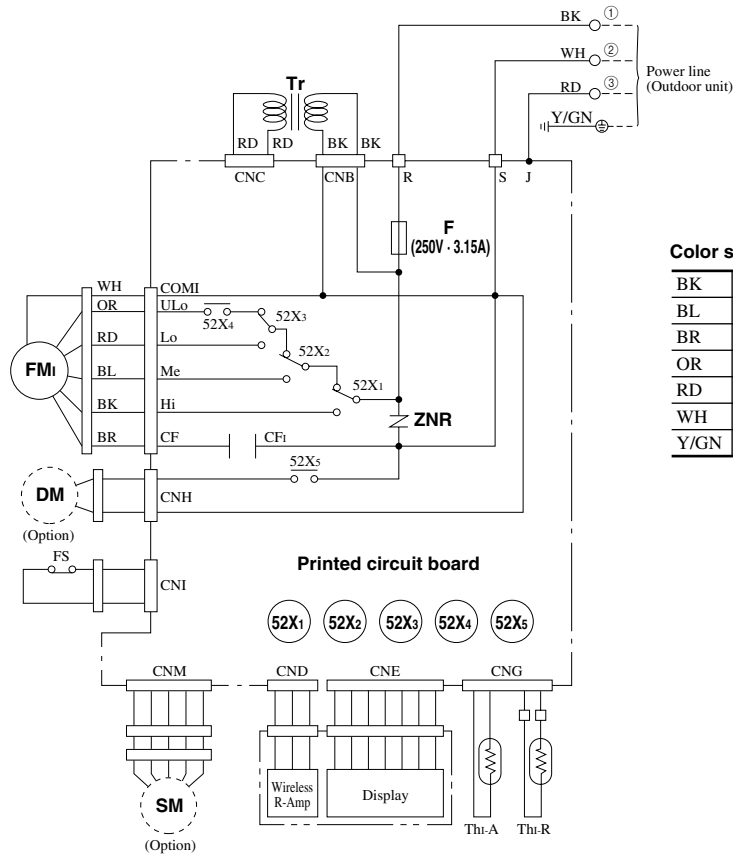 BK ①
WH ②
RD ③
Y/GN
Power line
(Outdoor unit)
Tr
RD RD BK BK
CNC CNB R S J
F
(250V · 3.15A)
WH COMI
OR ULo
52X4 52X3
RD Lo
52X2
BL Me
52X1
BK Hi
FMI
ZNR
BR CF CFI
52X5
DM
CNH
(Option)
FS
CNI
Printed circuit board
52X1 52X2 52X3 52X4 52X5
CNM CND CNE CNG
Wireless
R-Amp
Display
SM
(Option)
ThI-A ThI-R
Color s
BK
BL
BR
OR
RD
WH
Y/GN